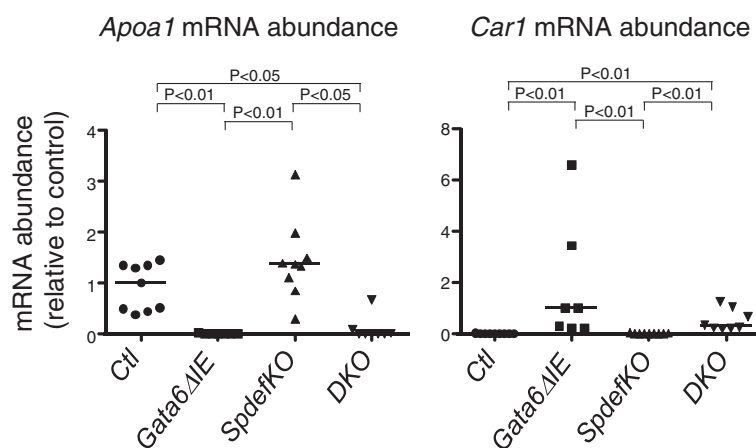 Apoa1 mRNA abundance
P<0.05
P<0.01 P<0.05
P<0.01
mRNA abundance
(relative to control)
4
3
2
1
0
Ctl
Gata6ΔIE
SpdefKO
DKO
Car1 mRNA abundance
P<0.01
P<0.01 P<0.01
P<0.01
8
6
4
2
0
Ctl
Gata6ΔIE
SpdefKO
DKO